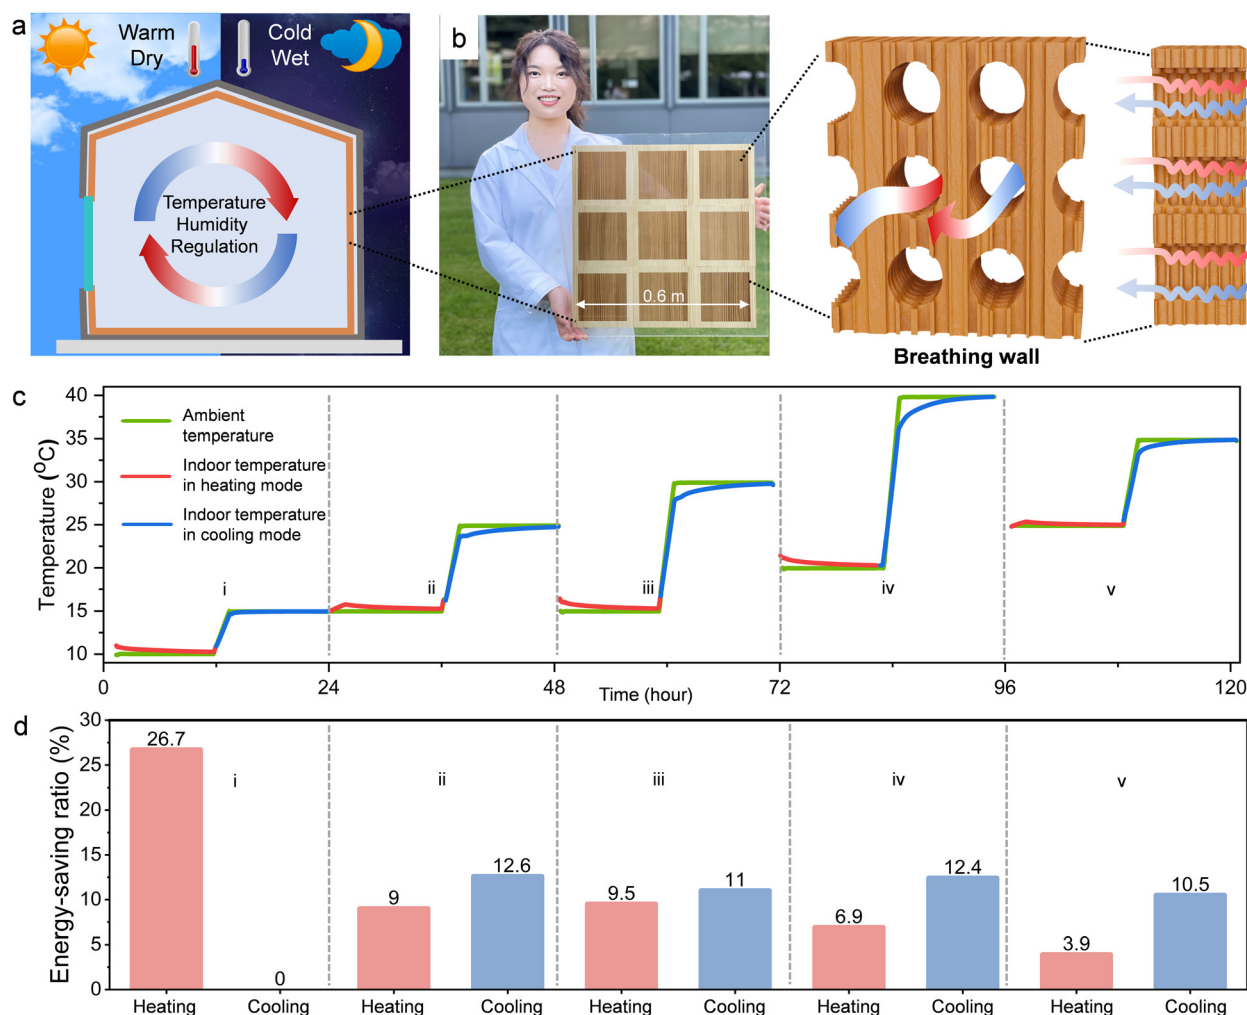 a
Warm
Dry
Cold
Wet
Temperature
Humidity
Regulation
b
0.6 m
Breathing wall
c
Temperature (°C)
40
35
30
25
20
15
10
Ambient
temperature
Indoor temperature
in heating mode
Indoor temperature
in cooling mode
i
ii
iii
iv
v
0
24
48
72
96
120
Time (hour)
d
Energy-saving ratio (%)
30
25
20
15
10
5
0
26.7
0
9
12.6
9.5
11
6.9
12.4
3.9
10.5
i
ii
iii
iv
v
Heating Cooling Heating Cooling Heating Cooling Heating Cooling Heating Cooling